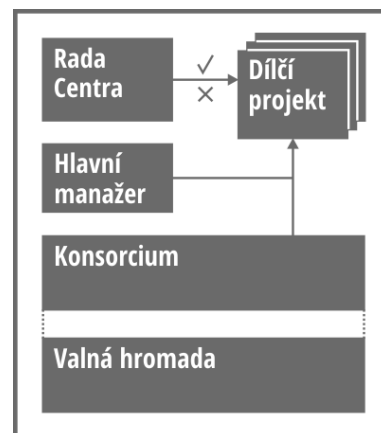 Rada
Centra
Dílčí
projekt
Hlavní
manažer
Konsorcium
Valná hromada